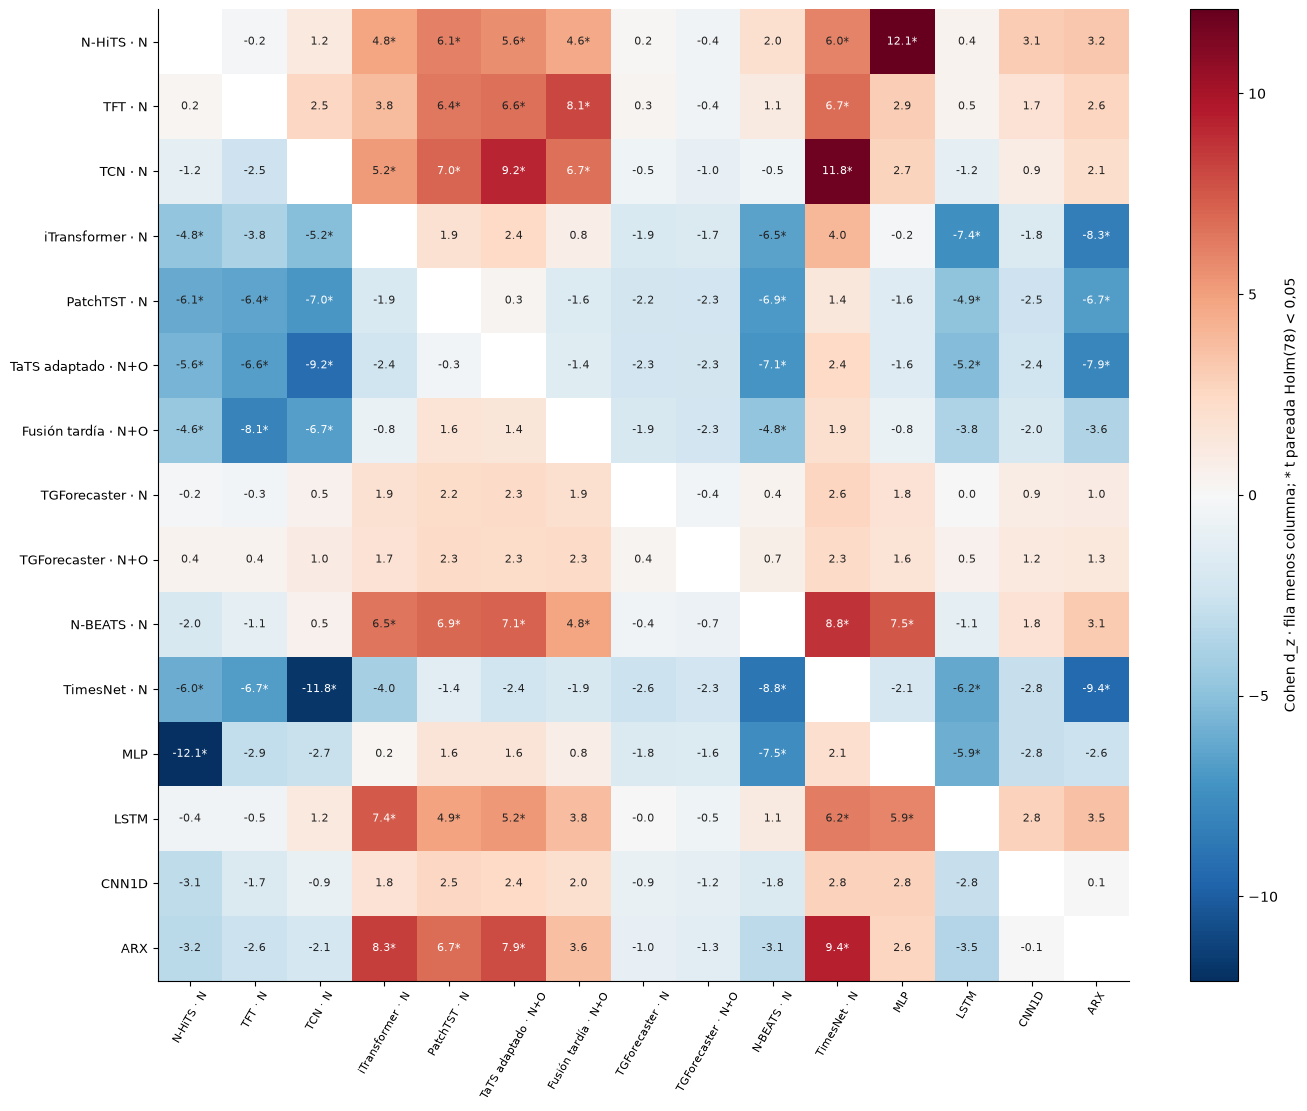 N-HiTS · N -0.2 1.2 4.8* 6.1* 5.6* 4.6* 0.2 -0.4 2.0 6.0* 12.1* 0.4 3.1 3.2
TFT · N 0.2 2.5 3.8 6.4* 6.6* 8.1* 0.3 -0.4 1.1 6.7* 2.9 0.5 1.7 2.6
TCN · N -1.2 -2.5 5.2* 7.0* 9.2* 6.7* -0.5 -1.0 -0.5 11.8* 2.7 -1.2 0.9 2.1
iTransformer · N -4.8* -3.8 -5.2* 1.9 2.4 0.8 -1.9 -1.7 -6.5* 4.0 -0.2 -7.4* -1.8 -8.3*
PatchTST · N -6.1* -6.4* -7.0* -1.9 0.3 -1.6 -2.2 -2.3 -6.9* 1.4 -1.6 -4.9* -2.5 -6.7*
TaTS adaptado · N+O -5.6* -6.6* -9.2* -2.4 -0.3 -1.4 -2.3 -2.3 -7.1* 2.4 -1.6 -5.2* -2.4 -7.9*
Fusión tardía · N+O -4.6* -8.1* -6.7* -0.8 1.6 1.4 -1.9 -2.3 -4.8* 1.9 -0.8 -3.8 -2.0 -3.6
TGForecaster · N -0.2 -0.3 0.5 1.9 2.2 2.3 1.9 -0.4 0.4 2.6 1.8 0.0 0.9 1.0
TGForecaster · N+O 0.4 0.4 1.0 1.7 2.3 2.3 2.3 0.4 0.7 2.3 1.6 0.5 1.2 1.3
N-BEATS · N -2.0 -1.1 0.5 6.5* 6.9* 7.1* 4.8* -0.4 -0.7 8.8* 7.5* -1.1 1.8 3.1
TimesNet · N -6.0* -6.7* -11.8* -4.0 -1.4 -2.4 -1.9 -2.6 -2.3 -8.8* -2.1 -6.2* -2.8 -9.4*
MLP -12.1* -2.9 -2.7 0.2 1.6 1.6 0.8 -1.8 -1.6 -7.5* 2.1 -5.9* -2.8 -2.6
LSTM -0.4 -0.5 1.2 7.4* 4.9* 5.2* 3.8 -0.0 -0.5 1.1 6.2* 5.9* 2.8 3.5
CNN1D -3.1 -1.7 -0.9 1.8 2.5 2.4 2.0 -0.9 -1.2 -1.8 2.8 2.8 -2.8 0.1
ARX -3.2 -2.6 -2.1 8.3* 6.7* 7.9* 3.6 -1.0 -1.3 -3.1 9.4* 2.6 -3.5 -0.1
N-HiTS · N
TFT · N
TCN · N
iTransformer · N
PatchTST · N
TaTS adaptado · N+O
Fusión tardía · N+O
TGForecaster · N
TGForecaster · N+O
N-BEATS · N
TimesNet · N
MLP
LSTM
CNN1D
ARX
10
5
0
−5
−10
Cohen d_z · fila menos columna; * t pareada Holm(78) < 0,05